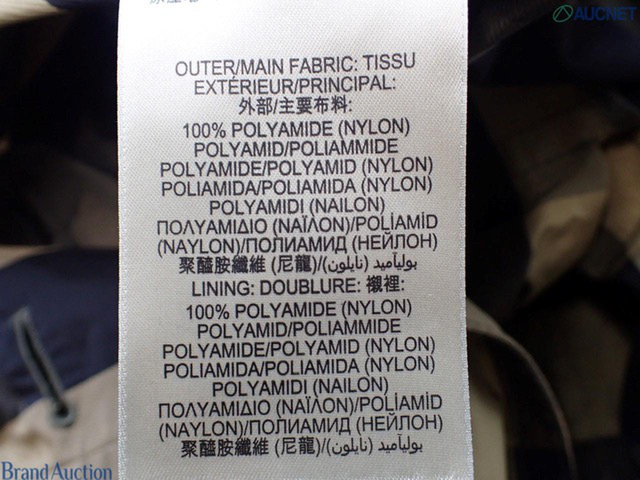 AUCNET
OUTER/MAIN FABRIC: TISSU
EXTÉRIEUR/PRINCIPAL:
外部/主要布料:
100% POLYAMIDE (NYLON)
POLYAMID/POLIAMMIDE
POLYAMIDE/POLYAMID (NYLON)
POLIAMIDA/POLIAMIDA (NYLON)
POLYAMIDI (NAILON)
ΠΟΛΥΑΜΙΔΙΟ (ΝΑΪΛΟΝ)/POLİAMİD
(NAYLON)/ПОЛИАМИД (НЕЙЛОН)
聚醯胺纖維 (尼龍)/بولياميد (نايلون)
LINING: DOUBLURE: 襯裡:
100% POLYAMIDE (NYLON)
POLYAMID/POLIAMMIDE
POLYAMIDE/POLYAMID (NYLON)
POLIAMIDA/POLIAMIDA (NYLON)
POLYAMIDI (NAILON)
ΠΟΛΥΑΜΙΔΙΟ (ΝΑΪΛΟΝ)/POLİAMİD
(NAYLON)/ПОЛИАМИД (НЕЙЛОН)
聚醯胺纖維 (尼龍)/بولياميد (نايلون)
Brand Auction